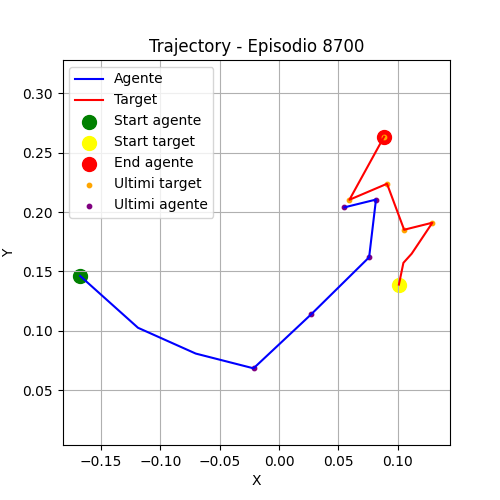 Trajectory - Episodio 8700
Agente
Target
Start agente
Start target
End agente
Ultimi target
Ultimi agente
0.30
0.25
0.20
0.15
0.10
0.05
Y
−0.15
−0.10
−0.05
0.00
0.05
0.10
X